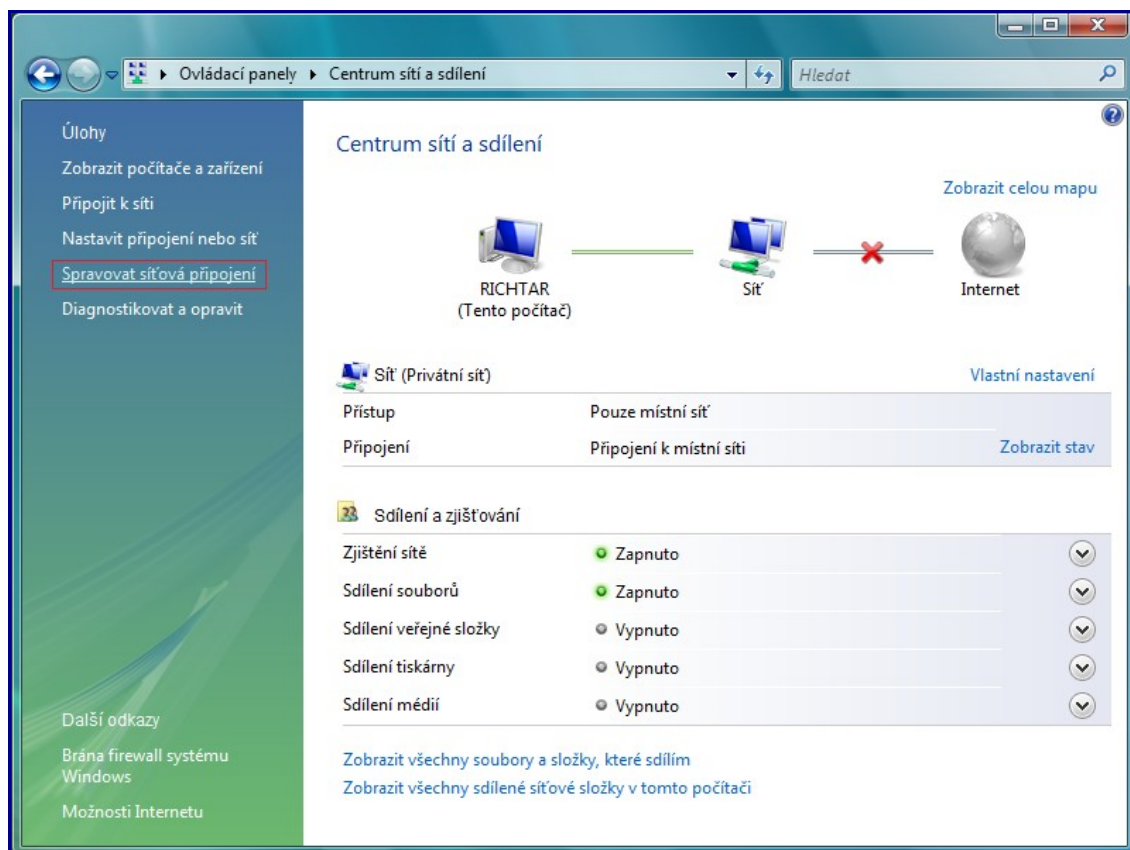 Ovládací panely Centrum sítí a sdílení Hledat
Úlohy
Zobrazit počítače a zařízení
Připojit k síti
Nastavit připojení nebo síť
Spravovat síťová připojení
Diagnostikovat a opravit
Další odkazy
Brána firewall systému
Windows
Možnosti Internetu
Centrum sítí a sdílení
Zobrazit celou mapu
RICHTAR Síť Internet
(Tento počítač)
Síť (Privátní síť) Vlastní nastavení
Přístup Pouze místní síť
Připojení Připojení k místní síti Zobrazit stav
Sdílení a zjišťování
Zjištění sítě Zapnuto
Sdílení souborů Zapnuto
Sdílení veřejné složky Vypnuto
Sdílení tiskárny Vypnuto
Sdílení médií Vypnuto
Zobrazit všechny soubory a složky, které sdílím
Zobrazit všechny sdílené síťové složky v tomto počítači